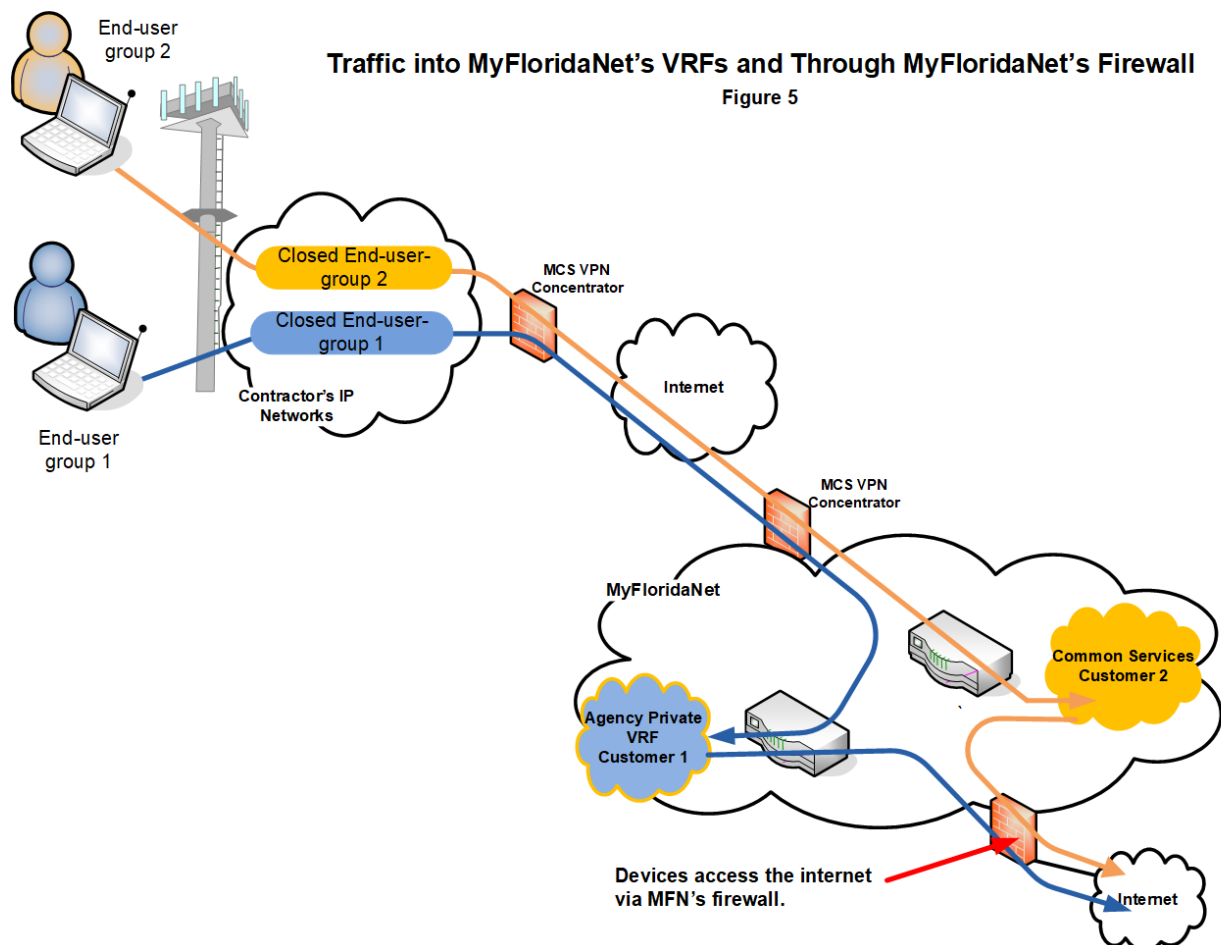 End-user
group 2
Traffic into MyFloridaNet's VRFs and Through MyFloridaNet's Firewall
Figure 5
Closed End-user-
group 2
MCS VPN
Concentrator
Closed End-user-
group 1
Internet
Contractor's IP
Networks
End-user
group 1
MCS VPN
Concentrator
MyFloridaNet
Common Services
Customer 2
Agency Private
VRF
Customer 1
Devices access the internet
via MFN's firewall.
Internet